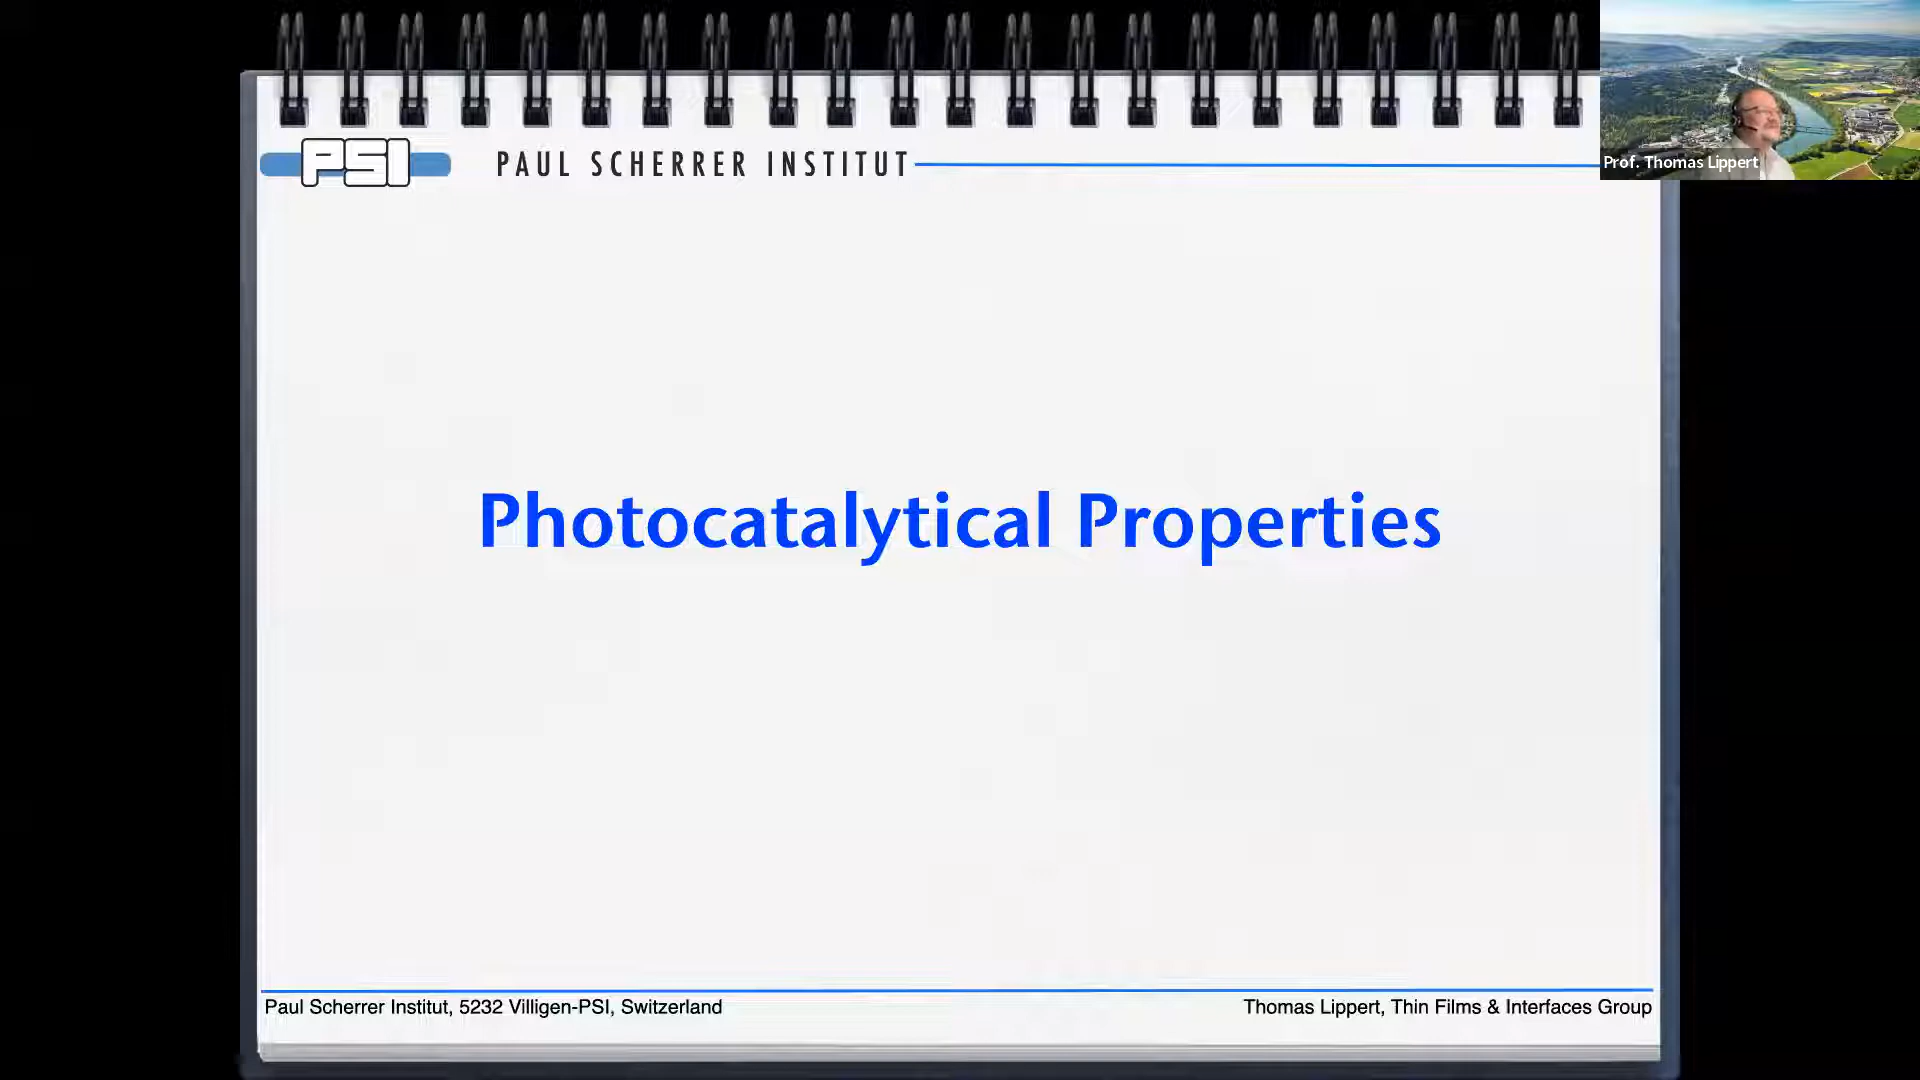 PSI
PAUL SCHERRER INSTITUT
Prof. Thomas Lippert
Photocatalytical Properties
Paul Scherrer Institut, 5232 Villigen-PSI, Switzerland
Thomas Lippert, Thin Films & Interfaces Group